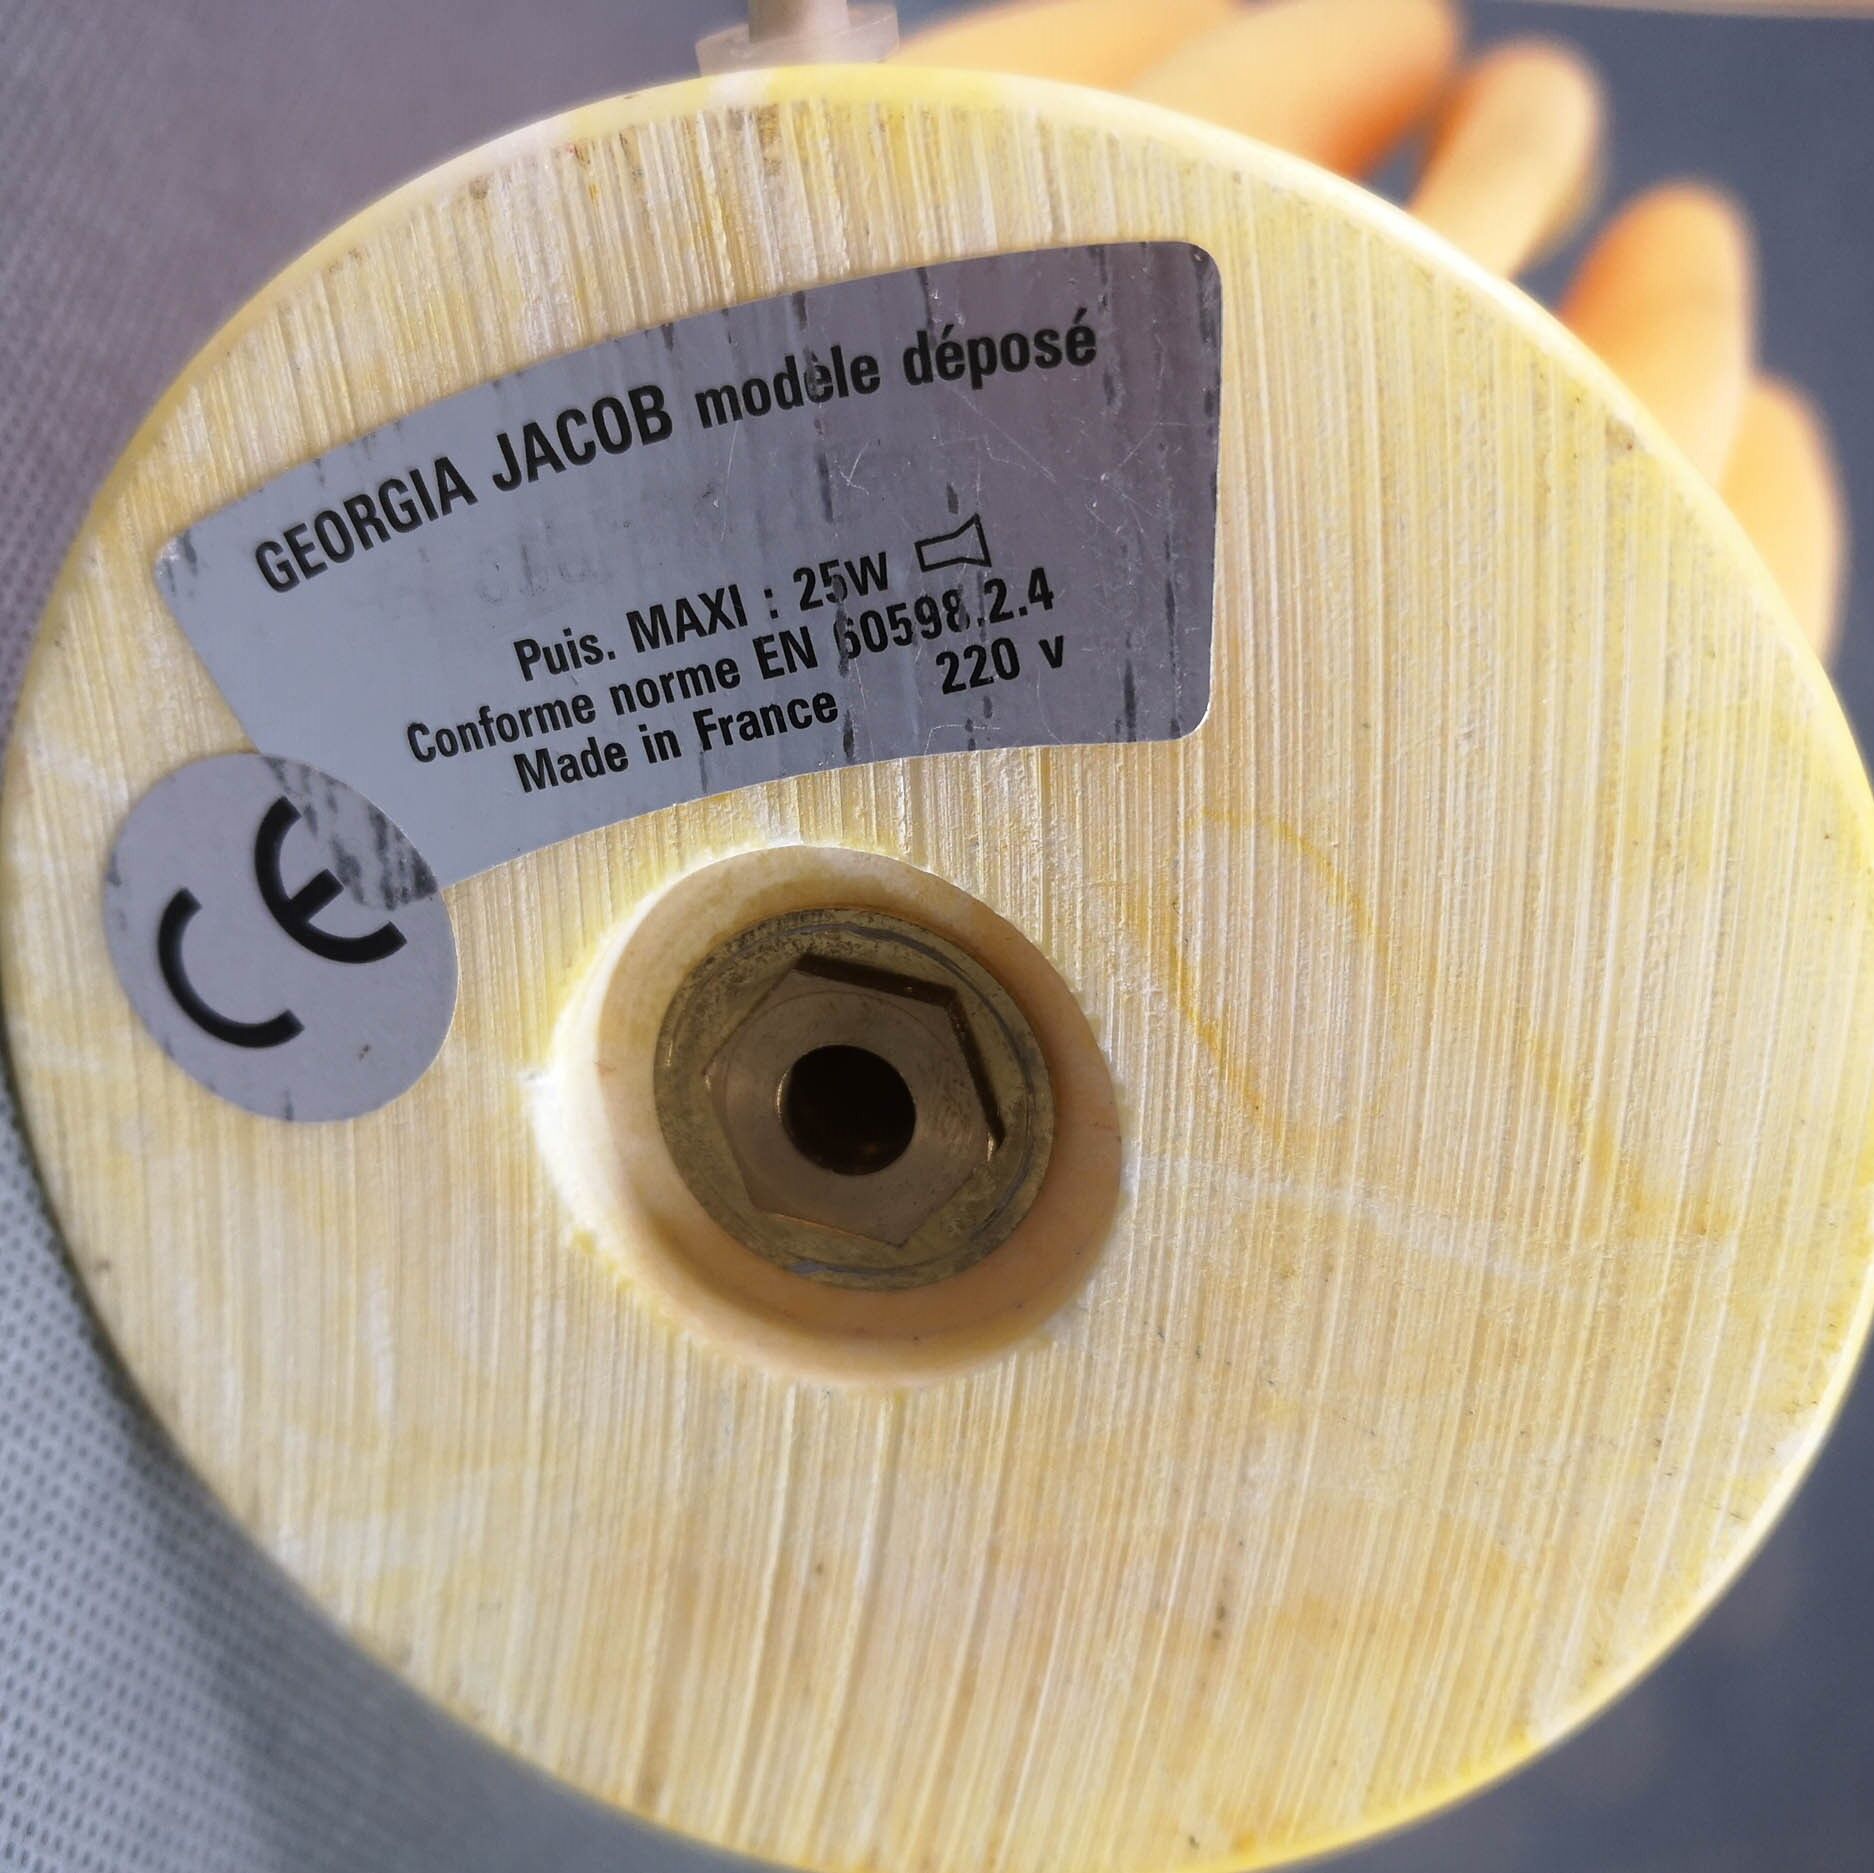 GEORGIA JACOB modèle déposé
Puis. MAXI : 25W
Conforme norme EN 60598.2.4
Made in France 220 v
CE